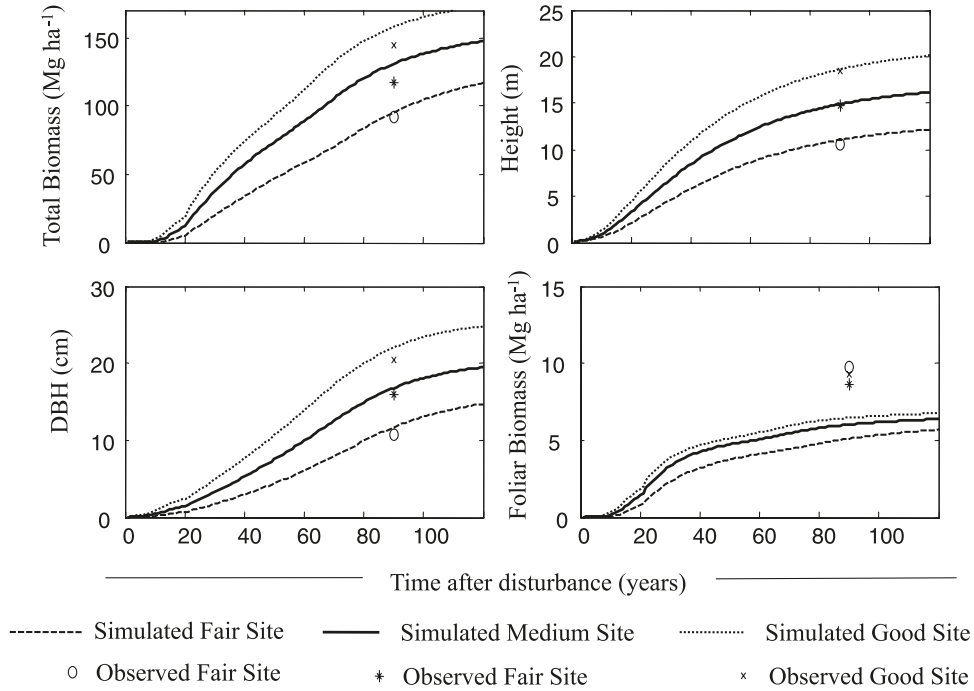 Total Biomass (Mg ha⁻¹)
150
100
50
0
Height (m)
25
20
15
10
5
0
DBH (cm)
30
20
10
0
0 20 40 60 80 100
Foliar Biomass (Mg ha⁻¹)
15
10
5
0
0 20 40 60 80 100
Time after disturbance (years)
Simulated Fair Site Simulated Medium Site Simulated Good Site
Observed Fair Site Observed Fair Site Observed Good Site